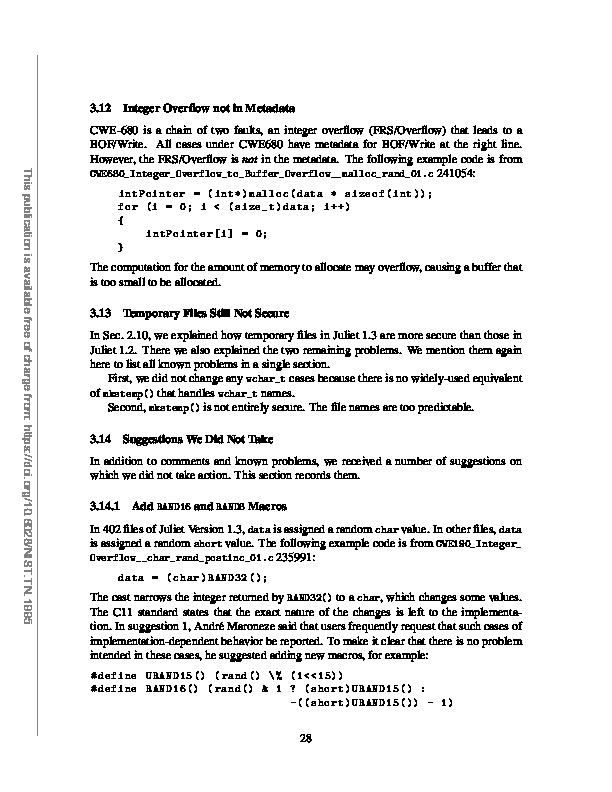 3.12 Integer Overflow not in Metadata
CWE-680 is a chain of two faults, an integer overflow (FRS/Overflow) that leads to a
BOF/Write. All cases under CWE680 have metadata for BOF/Write at the right line.
However, the FRS/Overflow is not in the metadata. The following example code is from
CWE680_Integer_Overflow_to_Buffer_Overflow__malloc_rand_01.c 241054:
intPointer = (int*)malloc(data * sizeof(int));
for (i = 0; i < (size_t)data; i++)
{
intPointer[i] = 0;
}
The computation for the amount of memory to allocate may overflow, causing a buffer that
is too small to be allocated.
3.13 Temporary Files Still Not Secure
In Sec. 2.10, we explained how temporary files in Juliet 1.3 are more secure than those in
Juliet 1.2. There we also explained the two remaining problems. We mention them again
here to list all known problems in a single section.
First, we did not change any wchar_t cases because there is no widely-used equivalent
of mkstemp() that handles wchar_t names.
Second, mkstemp() is not entirely secure. The file names are too predictable.
3.14 Suggestions We Did Not Take
In addition to comments and known problems, we received a number of suggestions on
which we did not take action. This section records them.
3.14.1 Add RAND16 and RAND8 Macros
In 402 files of Juliet Version 1.3, data is assigned a random char value. In other files, data
is assigned a random short value. The following example code is from CWE190_Integer_
Overflow__char_rand_postinc_01.c 235991:
data = (char)RAND32();
The cast narrows the integer returned by RAND32() to a char, which changes some values.
The C11 standard states that the exact nature of the changes is left to the implementa-
tion. In suggestion 1, André Maroneze said that users frequently request that such cases of
implementation-dependent behavior be reported. To make it clear that there is no problem
intended in these cases, he suggested adding new macros, for example:
#define URAND15() (rand() \% (1<<15))
#define RAND16() (rand() & 1 ? (short)URAND15() :
-((short)URAND15()) - 1)
28
This publication is available free of charge from: https://doi.org/10.6028/NIST.TN.1995